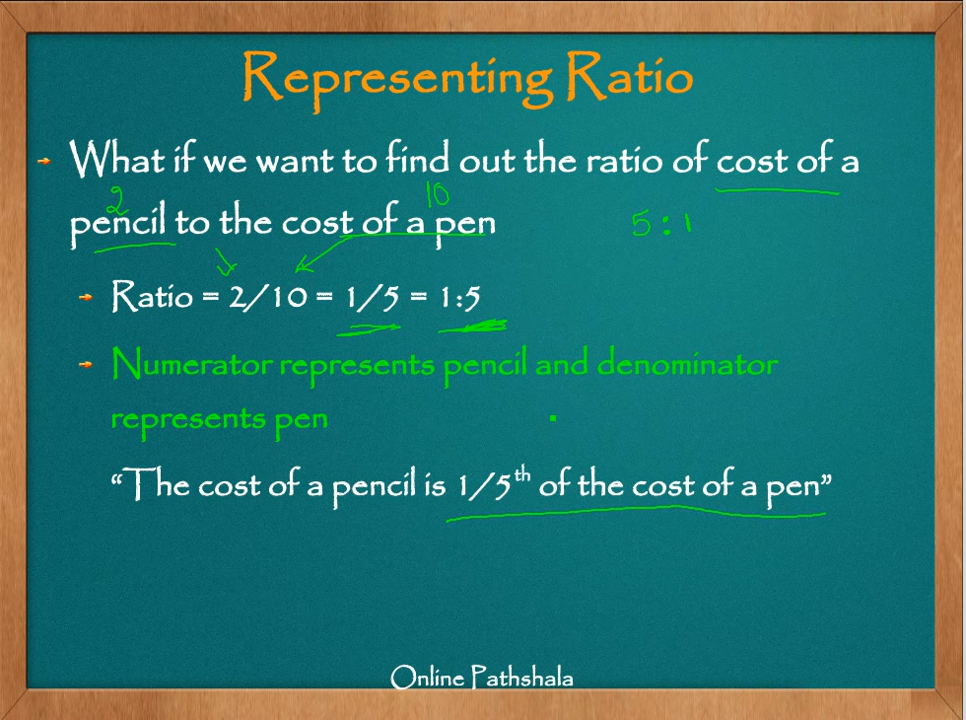 Representing Ratio
What if we want to find out the ratio of cost of a
2 10
pencil to the cost of a pen 5 : 1
Ratio = 2/10 = 1/5 = 1:5
Numerator represents pencil and denominator
represents pen
“The cost of a pencil is 1/5th of the cost of a pen”
Online Pathshala